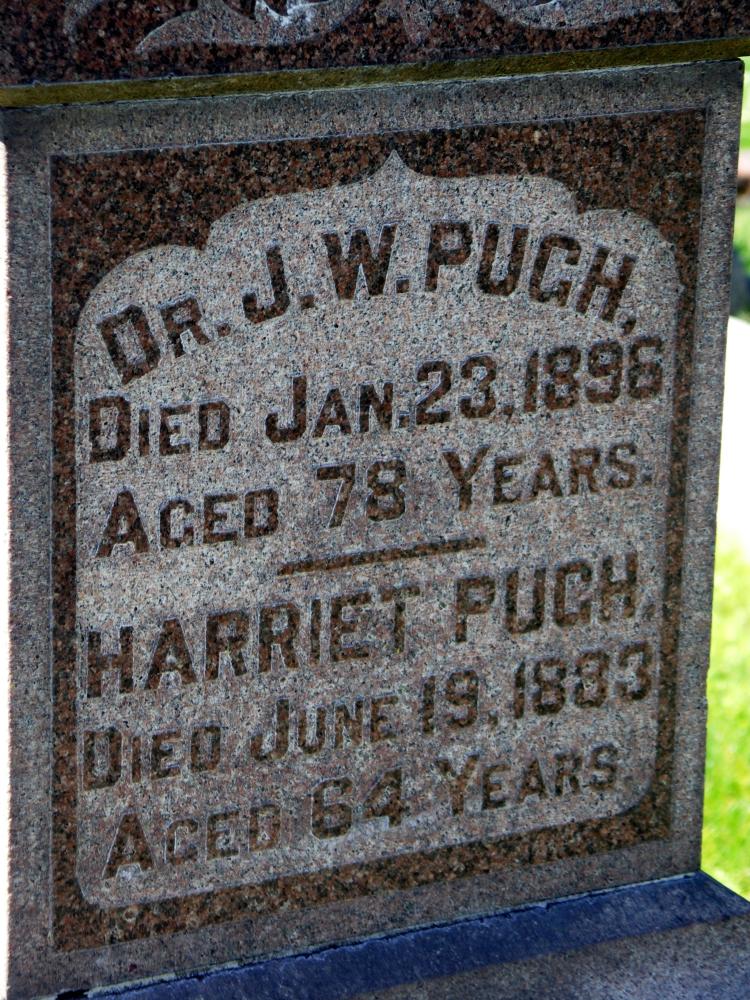 DR. J. W. PUGH,
DIED JAN. 23, 1896
AGED 78 YEARS.
HARRIET PUGH,
DIED JUNE 19, 1883
AGED 64 YEARS